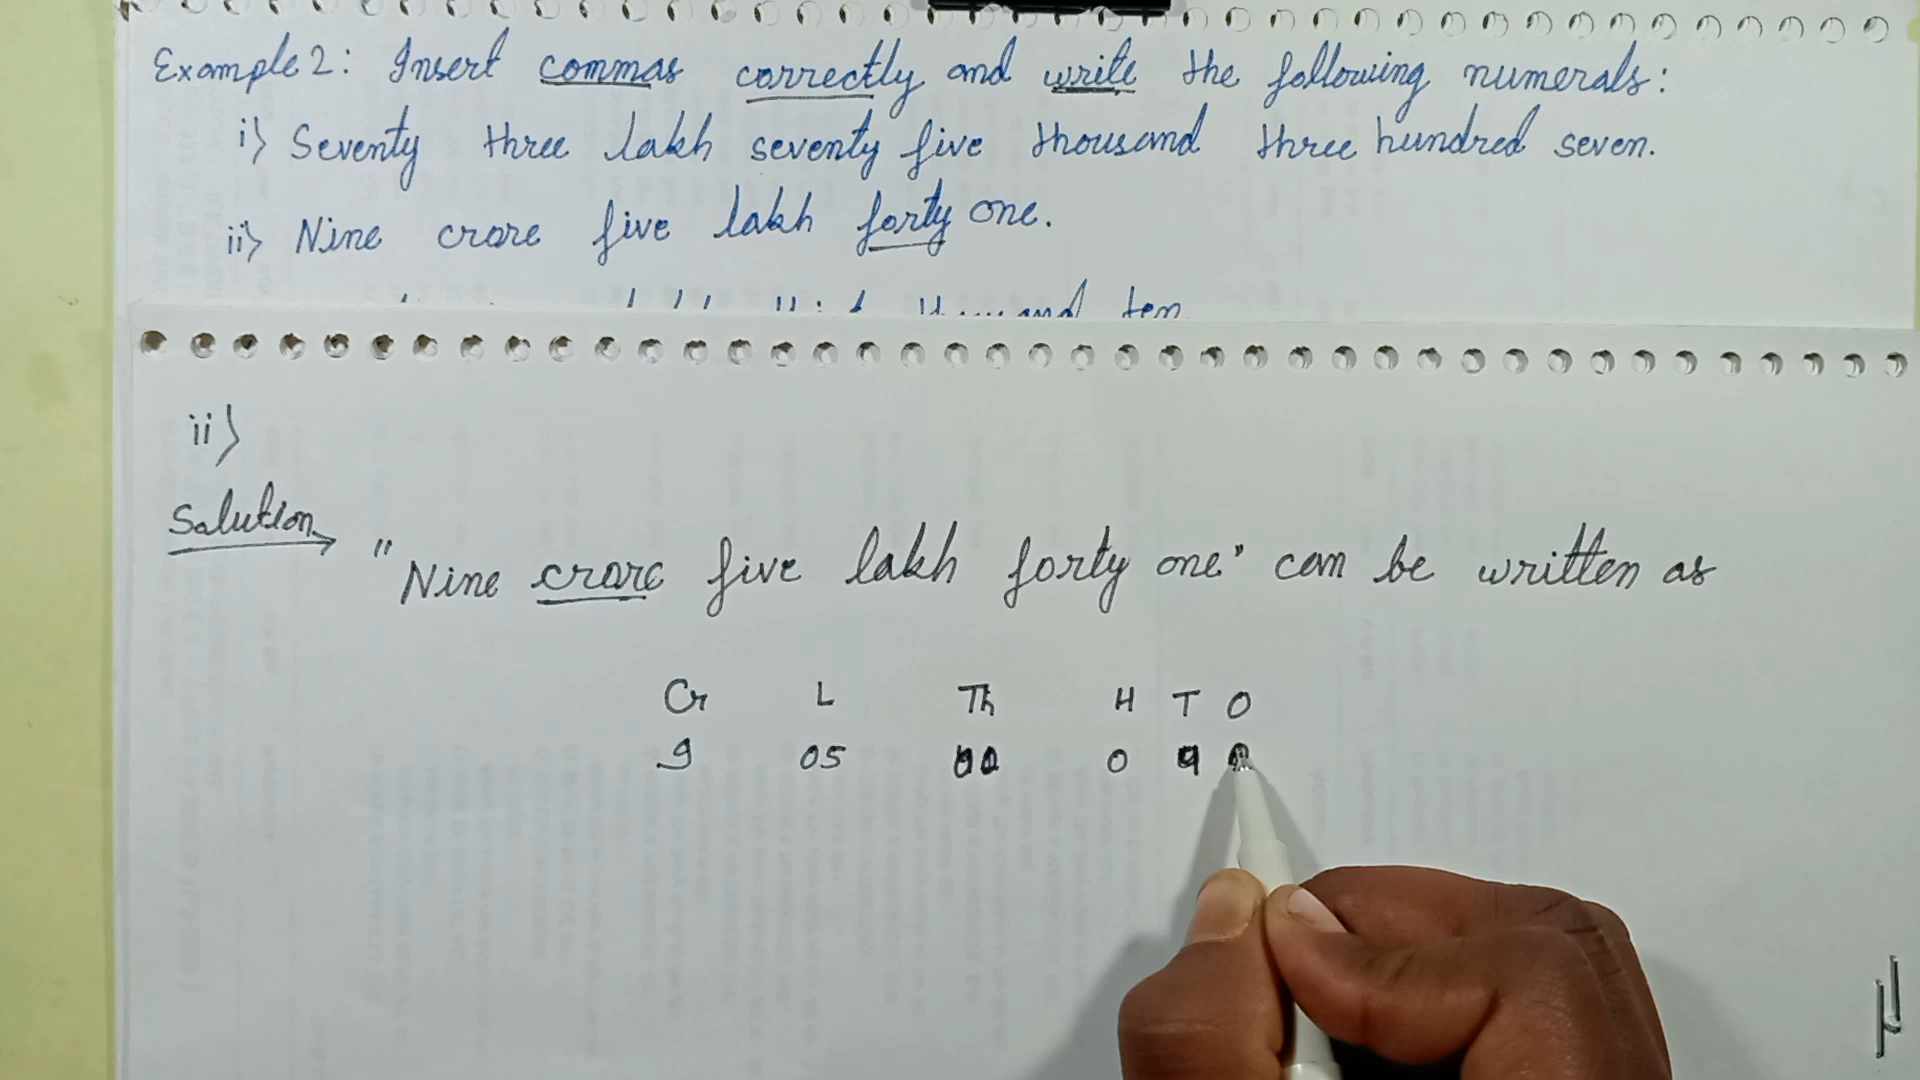 Example 2: Insert commas correctly and write the following numerals:
i) Seventy three lakh seventy five thousand three hundred seven.
ii) Nine crore five lakh forty one.
ten
ii)
Solution
"Nine crore five lakh forty one" can be written as
Cr L Th H T O
9 05 00 0 4